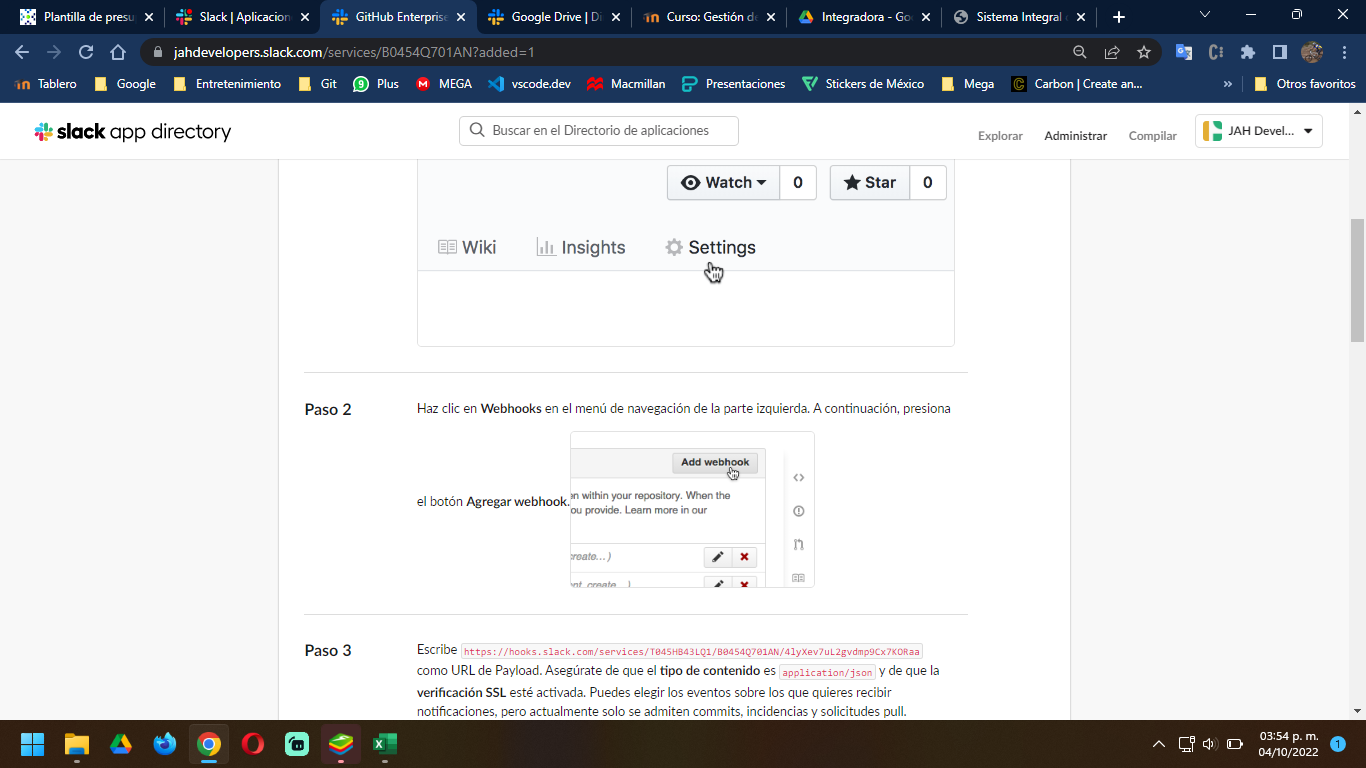 Plantilla de presu
Slack | Aplicacion
GitHub Enterprise
Google Drive | Di
Curso: Gestión de
Integradora - Goo
Sistema Integral d
jahdevelopers.slack.com/services/B0454Q701AN?added=1
Tablero
Google
Entretenimiento
Git
Plus
MEGA
vscode.dev
Macmillan
Presentaciones
Stickers de México
Mega
Carbon | Create an...
»
Otros favoritos
slack app directory
Buscar en el Directorio de aplicaciones
Explorar
Administrar
Compilar
JAH Devel...
Watch
0
Star
0
Wiki
Insights
Settings
Paso 2
Haz clic en Webhooks en el menú de navegación de la parte izquierda. A continuación, presiona
el botón Agregar webhook.
Add webhook
en within your repository. When the
ou provide. Learn more in our
create...)
nt, create...)
Paso 3
Escribe https://hooks.slack.com/services/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
como URL de Payload. Asegúrate de que el tipo de contenido es application/json y de que la
verificación SSL esté activada. Puedes elegir los eventos sobre los que quieres recibir
notificaciones, pero actualmente solo se admiten commits, incidencias y solicitudes pull.
03:54 p. m.
04/10/2022
1